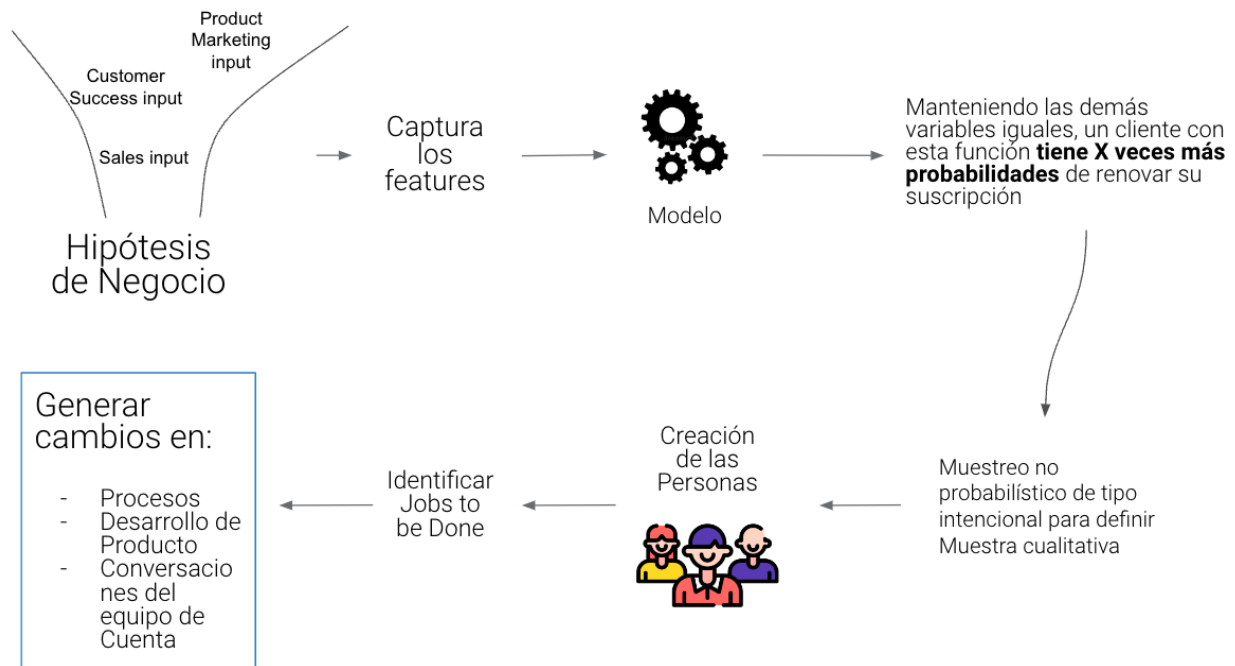 Product
Marketing
input
Customer
Success input
Sales input
Hipótesis
de Negocio
Captura
los
features
Modelo
Manteniendo las demás
variables iguales, un cliente con
esta función tiene X veces más
probabilidades de renovar su
suscripción
Muestreo no
probabilístico de tipo
intencional para definir
Muestra cualitativa
Creación
de las
Personas
Identificar
Jobs to
be Done
Generar
cambios en:
- Procesos
- Desarrollo de
Producto
- Conversacio
nes del
equipo de
Cuenta